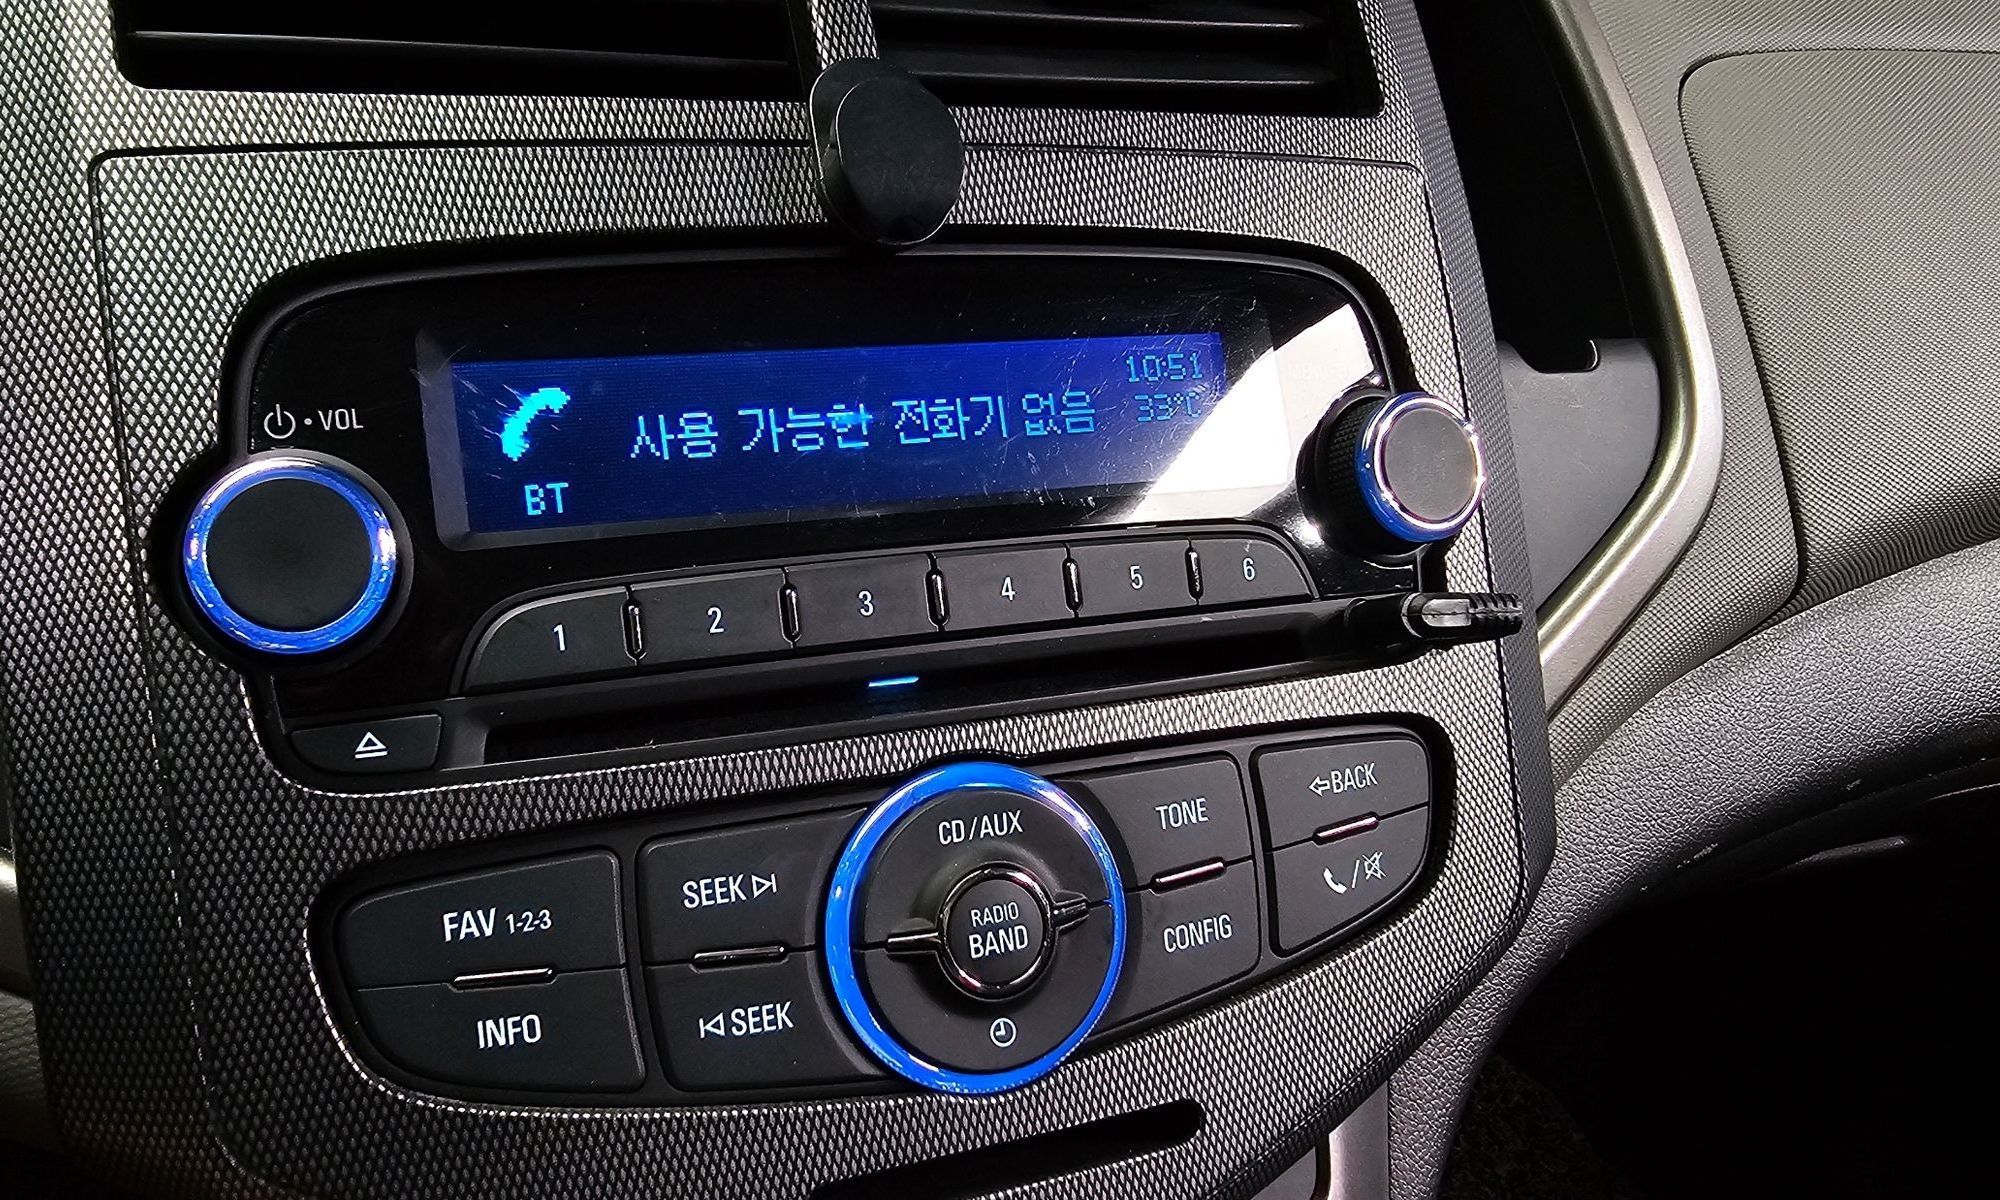 VOL
10:51
사용 가능한 전화기 없음
33°C
BT
1 2 3 4 5 6
CD/AUX
TONE
BACK
SEEK
FAV 1-2-3
RADIO
BAND
CONFIG
INFO
SEEK